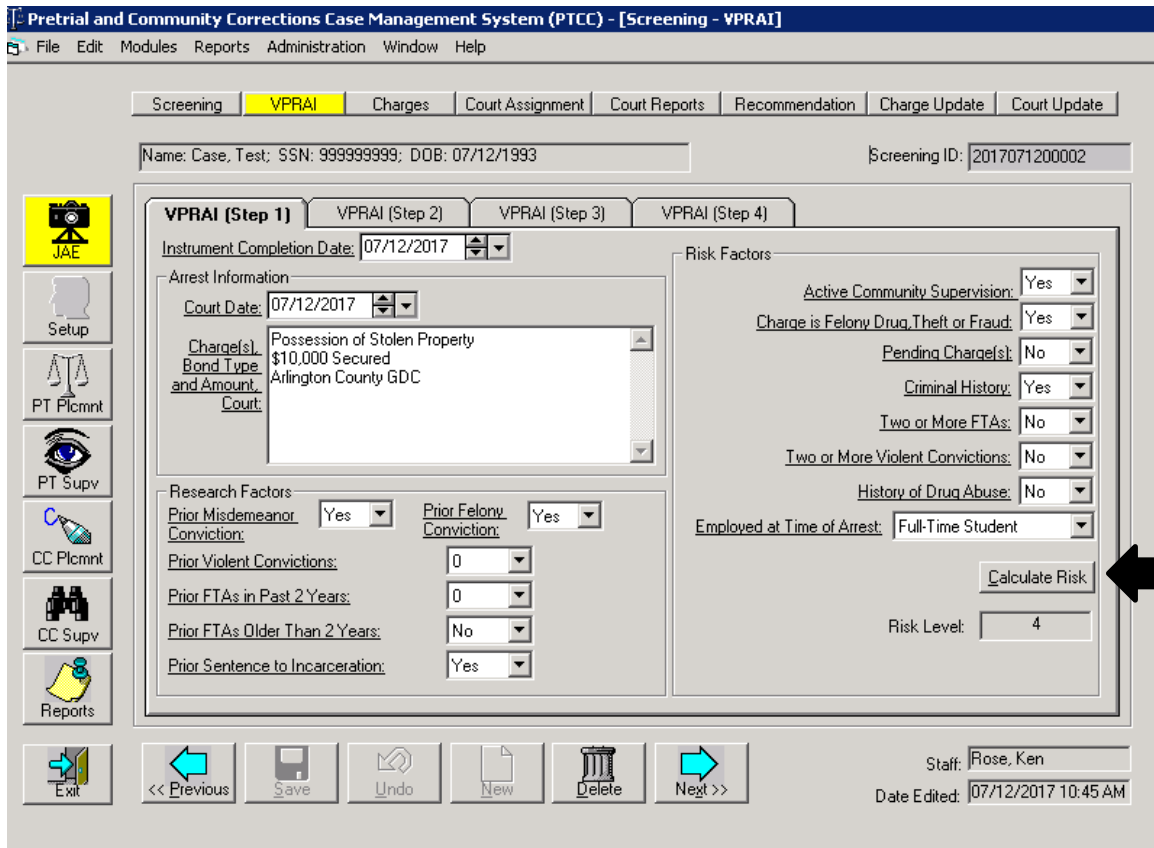 Pretrial and Community Corrections Case Management System (PTCC) - [Screening - VPRAI]
File Edit Modules Reports Administration Window Help
Screening VPRAI Charges Court Assignment Court Reports Recommendation Charge Update Court Update
Name: Case, Test; SSN: 999999999; DOB: 07/12/1993 Screening ID: 2017071200002
JAE
Setup
PT Plcmnt
PT Supv
CC Plcmnt
CC Supv
Reports
Exit
VPRAI (Step 1) VPRAI (Step 2) VPRAI (Step 3) VPRAI (Step 4)
Instrument Completion Date: 07/12/2017
Arrest Information
Court Date: 07/12/2017
Charge(s), Bond Type and Amount, Court:
Possession of Stolen Property
$10,000 Secured
Arlington County GDC
Research Factors
Prior Misdemeanor Conviction: Yes Prior Felony Conviction: Yes
Prior Violent Convictions: 0
Prior FTAs in Past 2 Years: 0
Prior FTAs Older Than 2 Years: No
Prior Sentence to Incarceration: Yes
Risk Factors
Active Community Supervision: Yes
Charge is Felony Drug,Theft or Fraud: Yes
Pending Charge(s): No
Criminal History: Yes
Two or More FTAs: No
Two or More Violent Convictions: No
History of Drug Abuse: No
Employed at Time of Arrest: Full-Time Student
Calculate Risk
Risk Level: 4
<< Previous Save Undo New Delete Next >>
Staff: Rose, Ken
Date Edited: 07/12/2017 10:45 AM